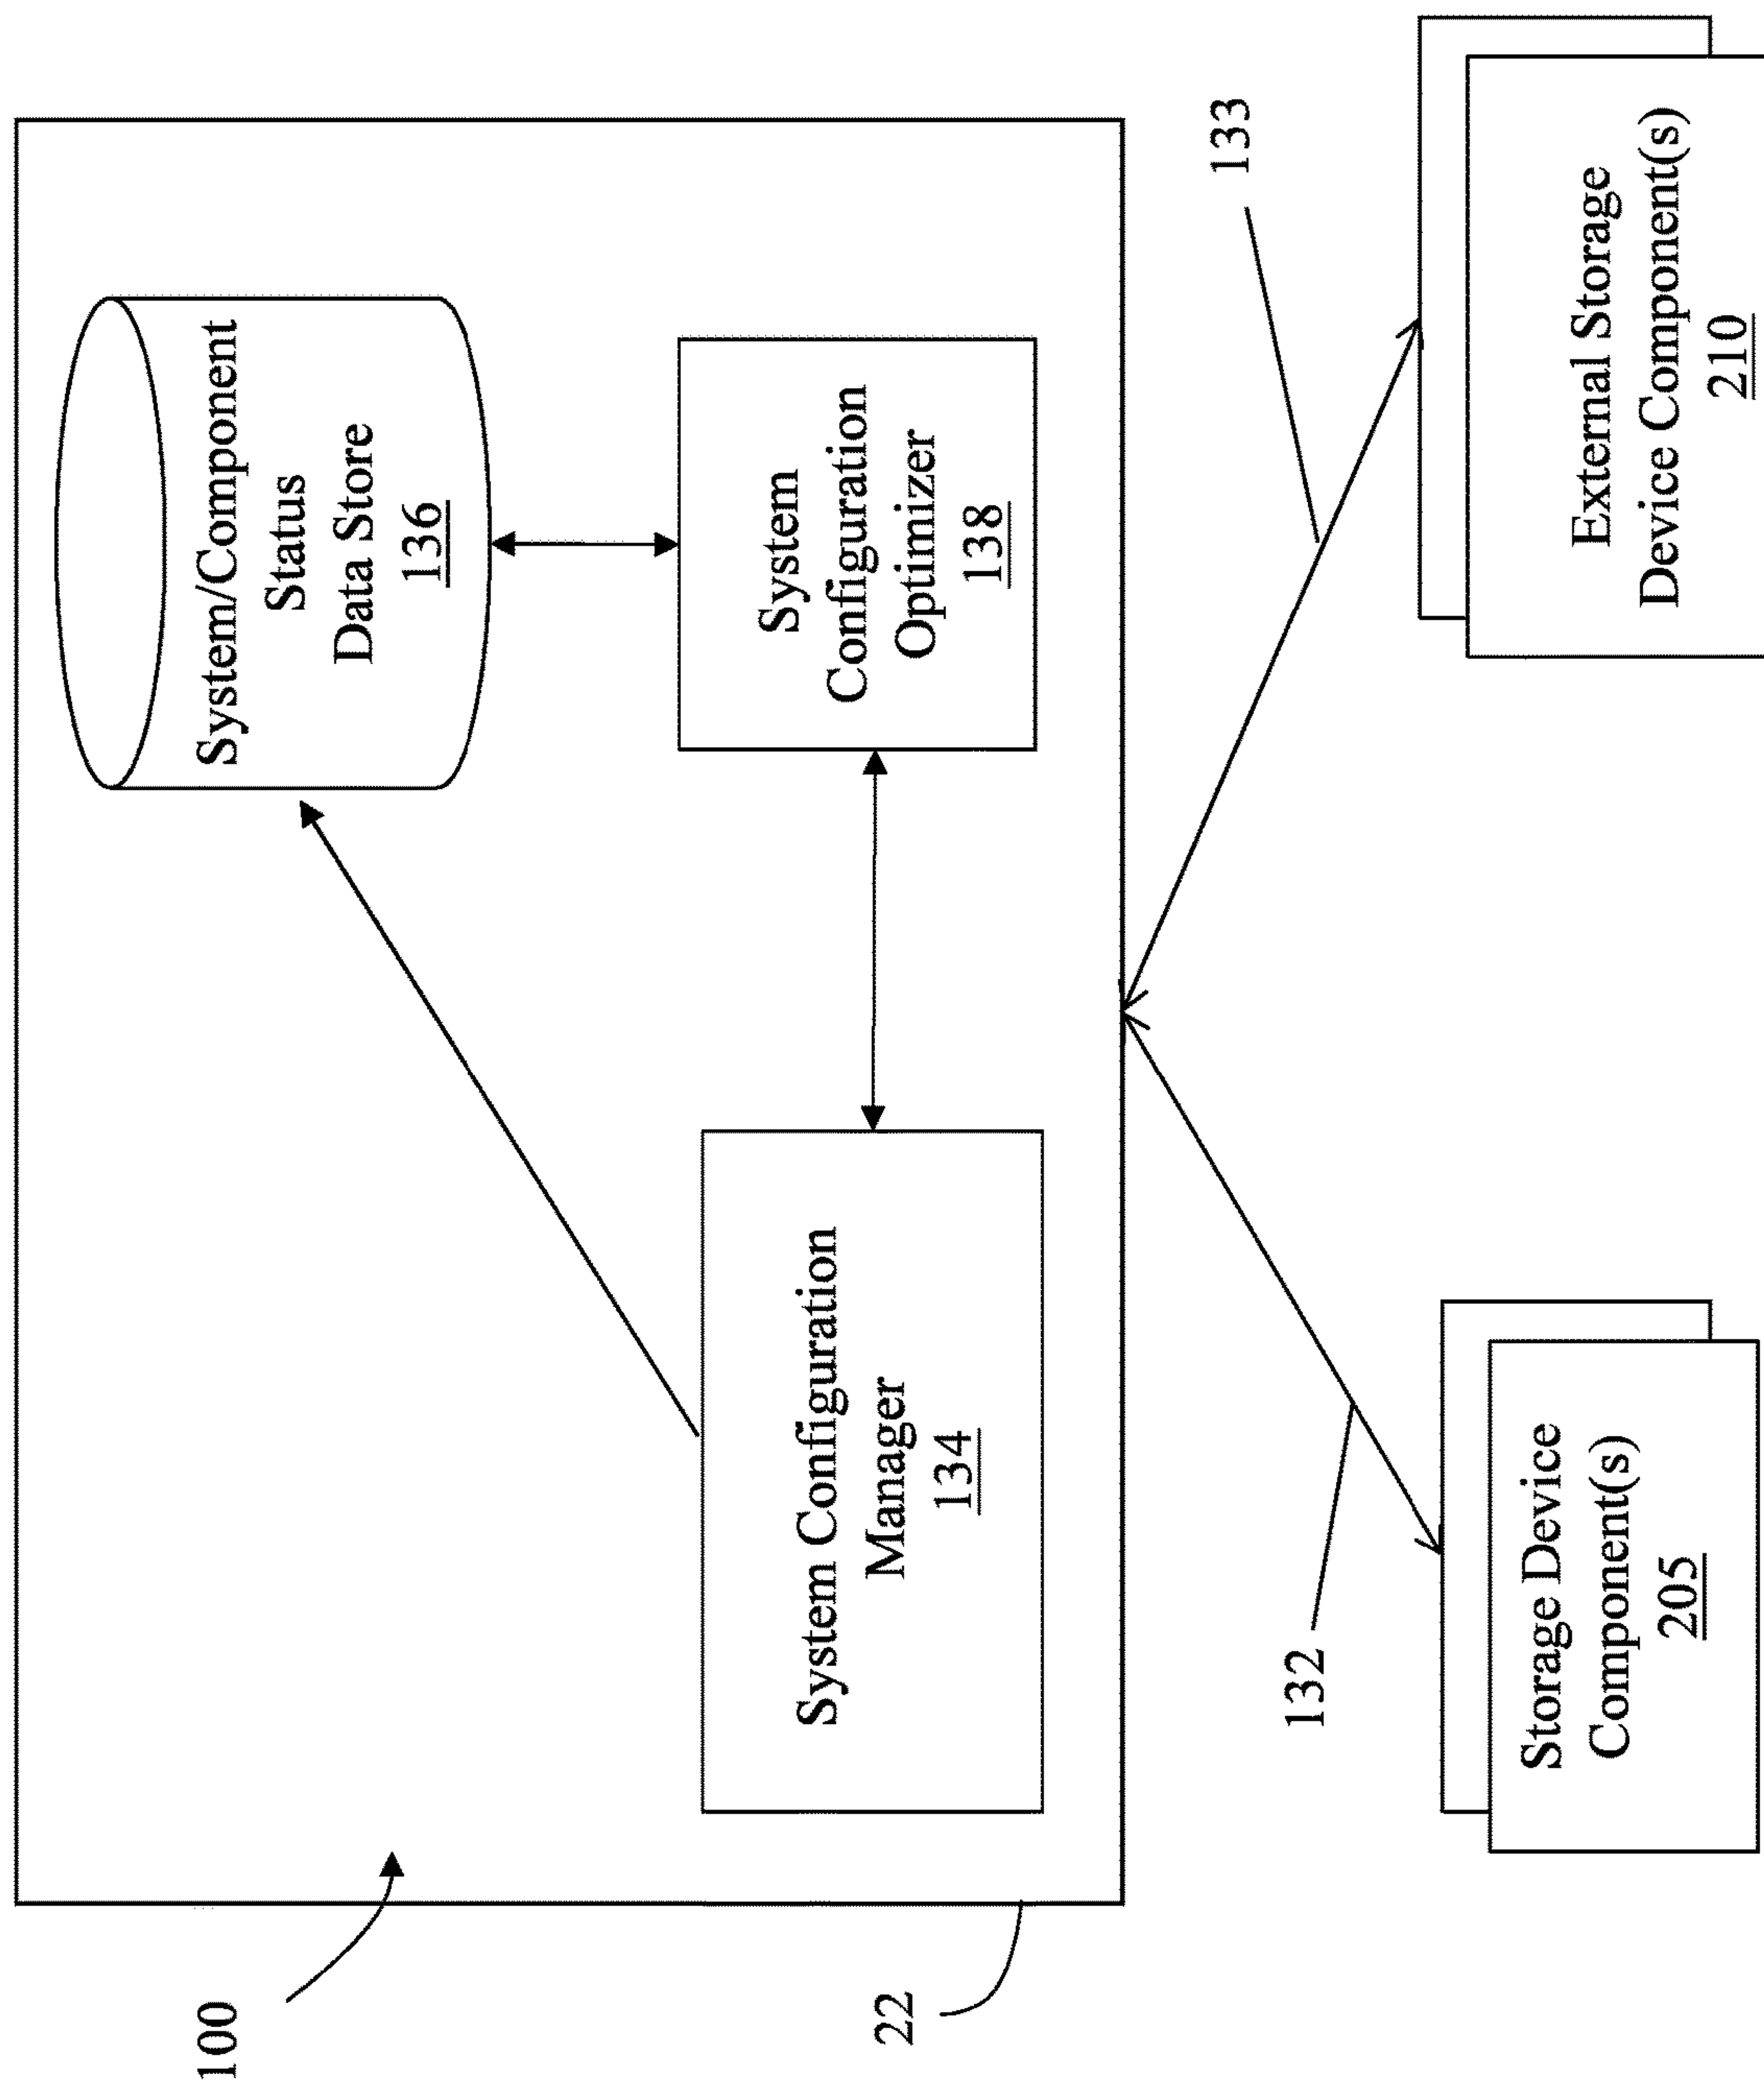 100
22
System/Component
Status
Data Store
136
System Configuration
Manager
134
System
Configuration
Optimizer
138
132
133
Storage Device
Component(s)
205
External Storage
Device Component(s)
210